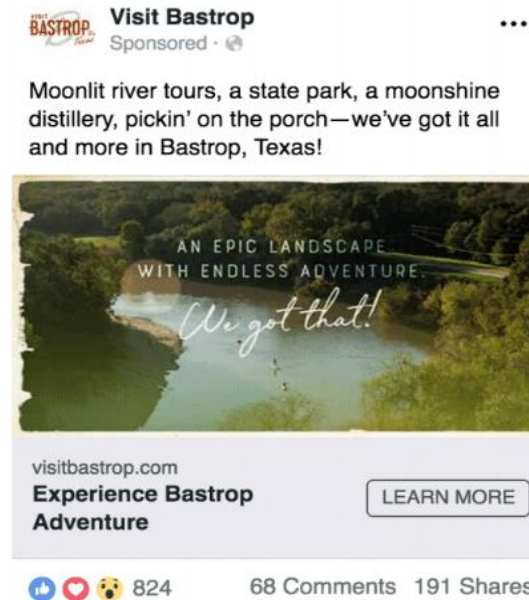 VISIT
BASTROP
Texas
Visit Bastrop
Sponsored ·
Moonlit river tours, a state park, a moonshine
distillery, pickin' on the porch—we've got it all
and more in Bastrop, Texas!
AN EPIC LANDSCAPE
WITH ENDLESS ADVENTURE.
We got that!
visitbastrop.com
Experience Bastrop
Adventure
LEARN MORE
824 68 Comments 191 Shares